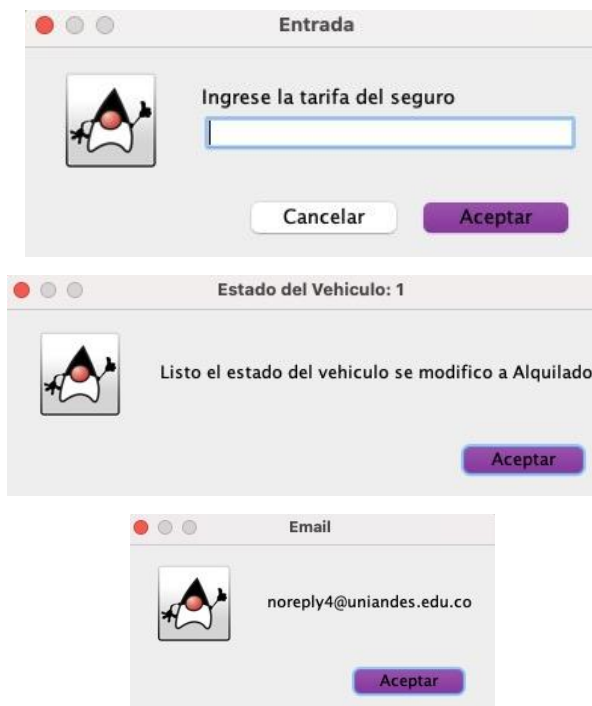 Entrada
Ingrese la tarifa del seguro
Cancelar
Aceptar
Estado del Vehiculo: 1
Listo el estado del vehiculo se modifico a Alquilado
Aceptar
Email
noreply4@uniandes.edu.co
Aceptar